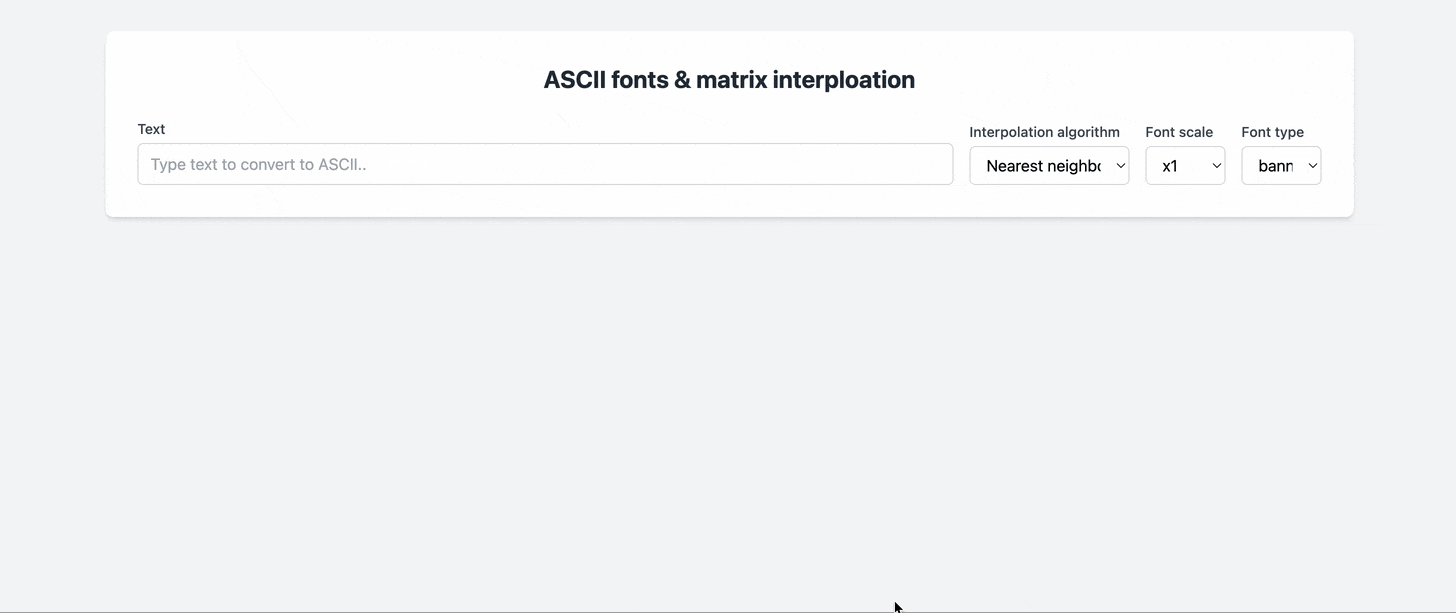 ASCII fonts & matrix interploation
Text
Interpolation algorithm
Font scale
Font type
Type text to convert to ASCII..
Nearest neighbo
x1
bann